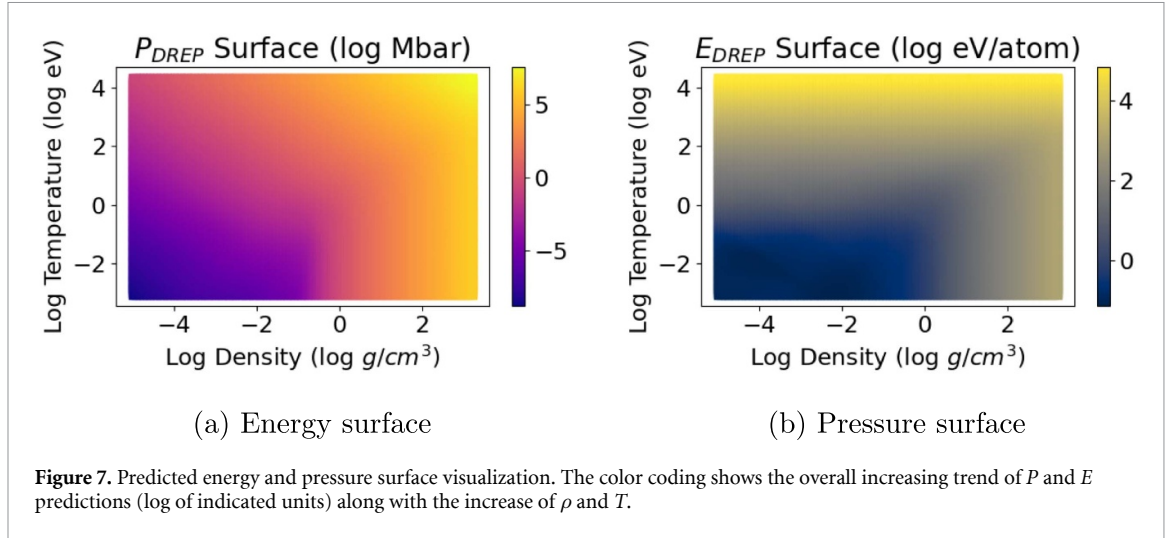 P_DREP Surface (log Mbar)
Log Temperature (log eV)
4
2
0
−2
−4
−2
0
2
Log Density (log g/cm³)
5
0
−5
(a) Energy surface
E_DREP Surface (log eV/atom)
Log Temperature (log eV)
4
2
0
−2
−4
−2
0
2
Log Density (log g/cm³)
4
2
0
(b) Pressure surface
Figure 7. Predicted energy and pressure surface visualization. The color coding shows the overall increasing trend of P and E
predictions (log of indicated units) along with the increase of ρ and T.